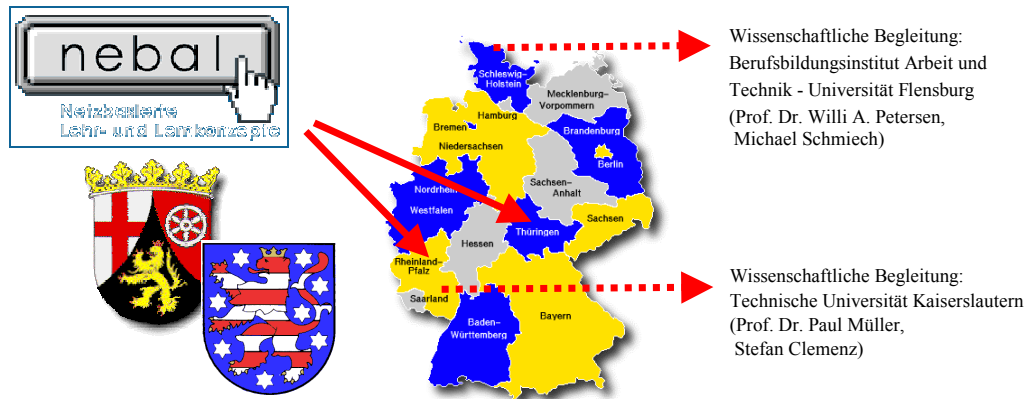 nebal
Netzbasierte
Lehr- und Lernkonzepte
Schleswig-
Holstein
Mecklenburg-
Vorpommern
Hamburg
Bremen
Niedersachsen
Brandenburg
Berlin
Nordrhein
Westfalen
Sachsen-
Anhalt
Sachsen
Thüringen
Hessen
Rheinland-
Pfalz
Saarland
Baden-
Württemberg
Bayern
Wissenschaftliche Begleitung:
Berufsbildungsinstitut Arbeit und
Technik - Universität Flensburg
(Prof. Dr. Willi A. Petersen,
Michael Schmiech)
Wissenschaftliche Begleitung:
Technische Universität Kaiserslautern
(Prof. Dr. Paul Müller,
Stefan Clemenz)